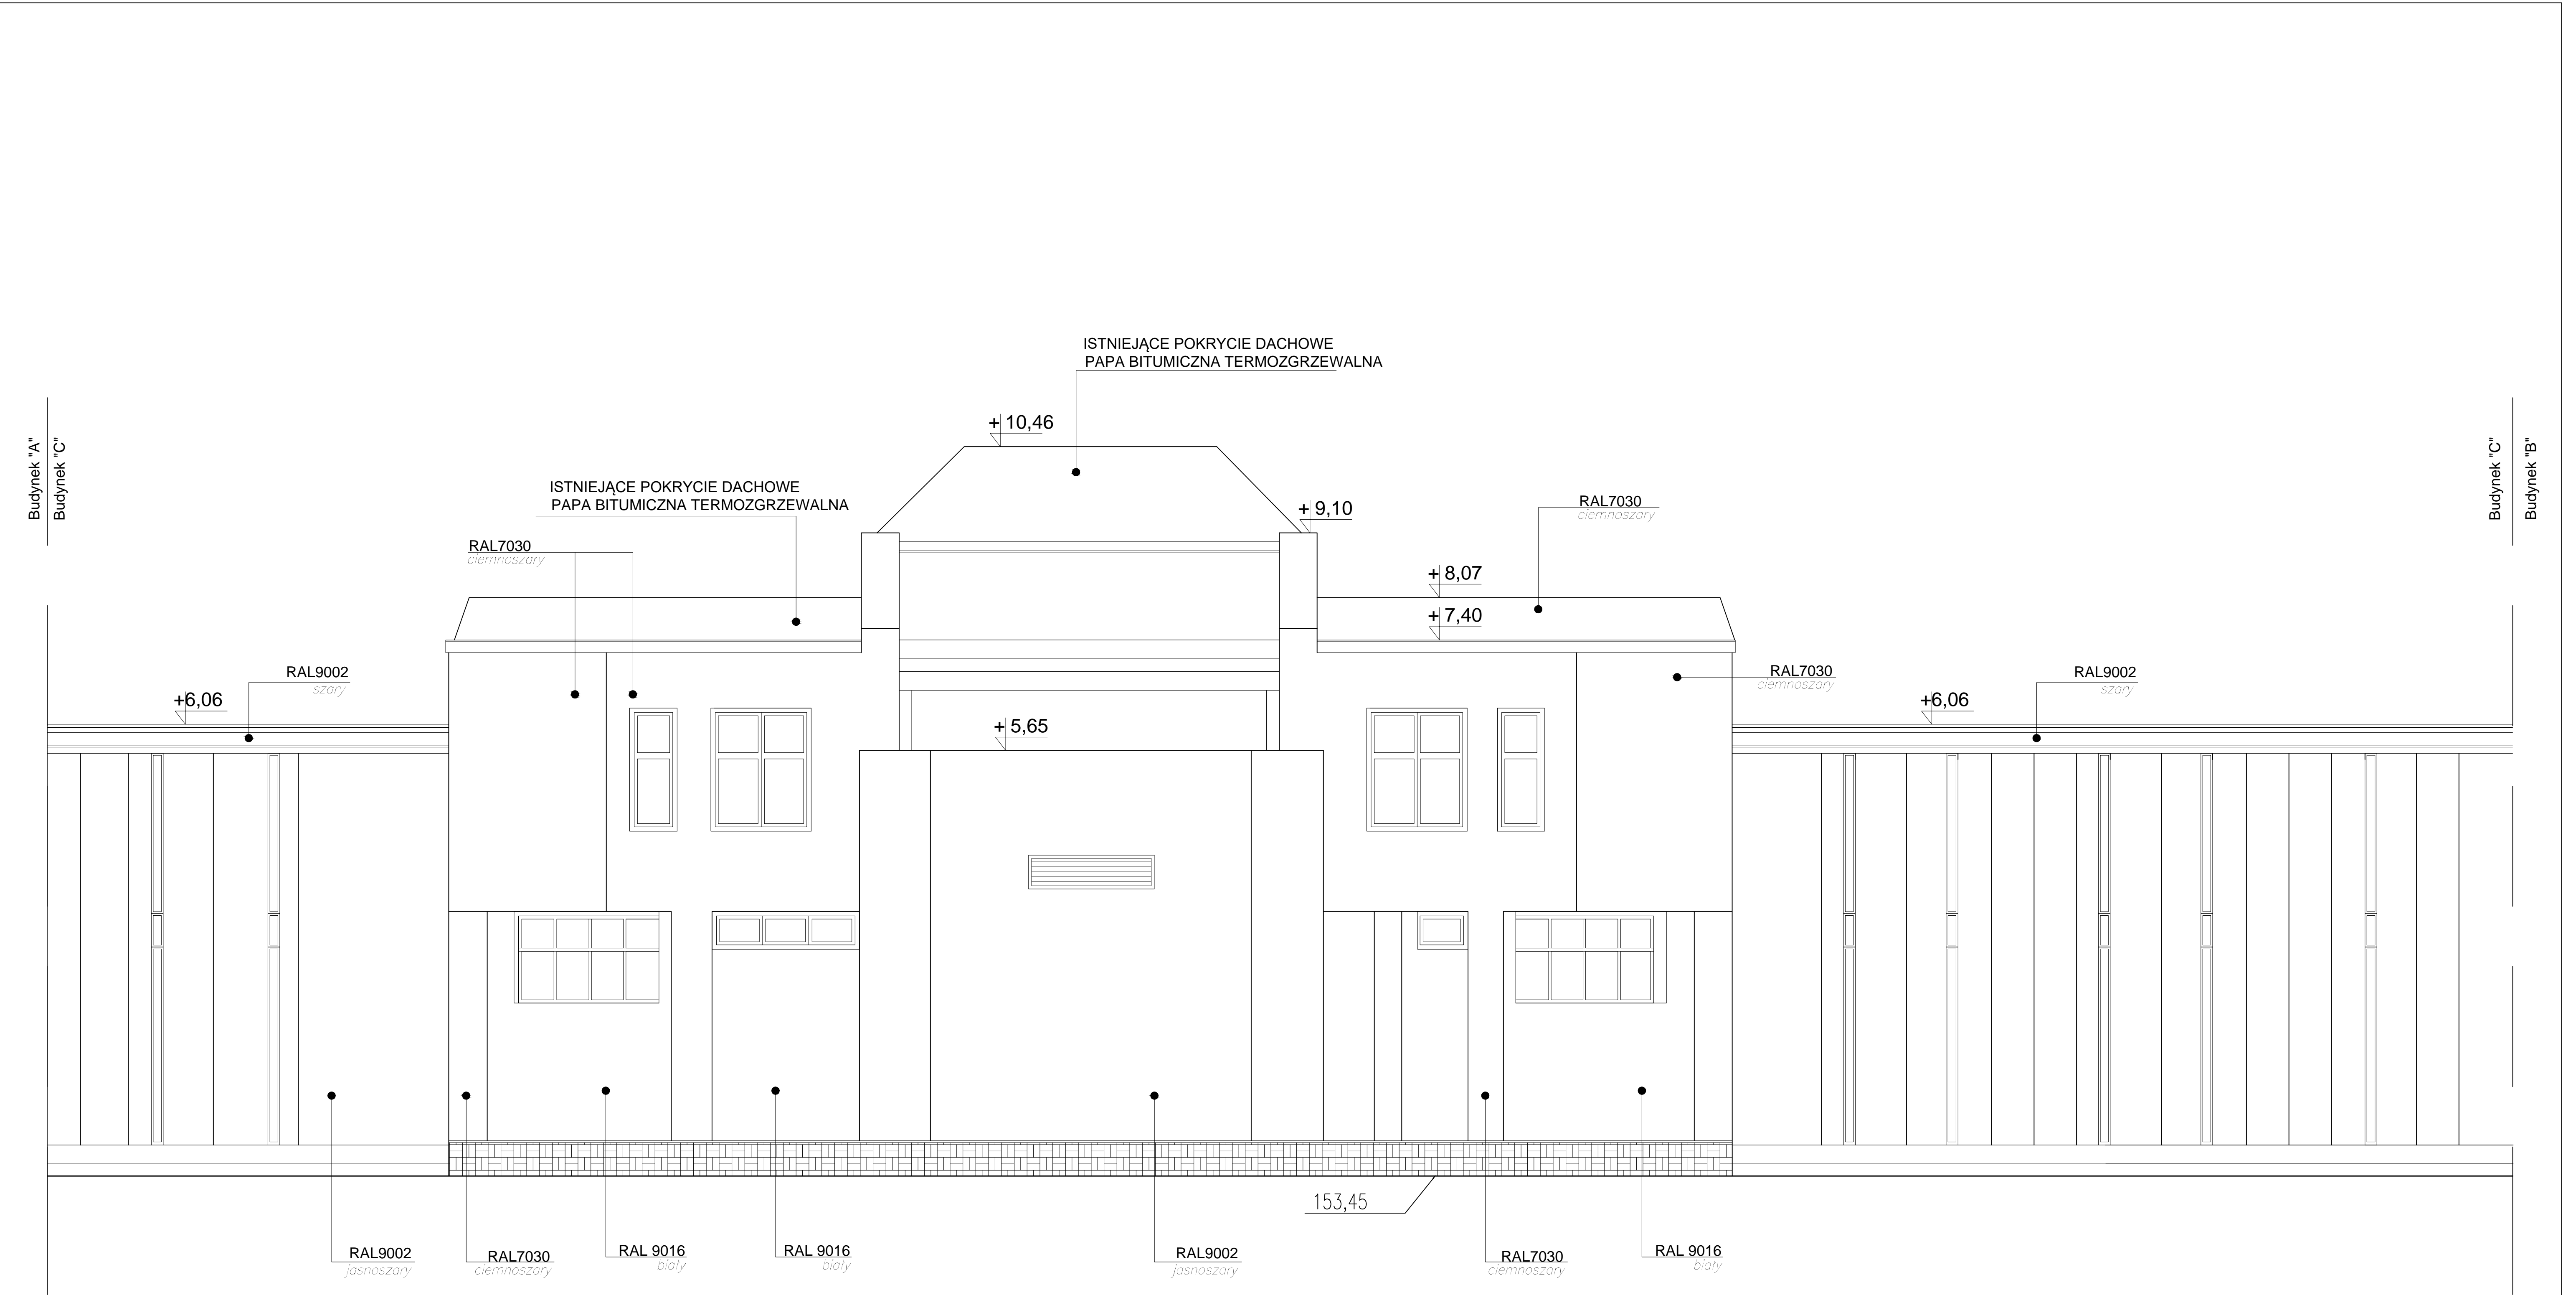 ISTNIEJĄCE POKRYCIE DACHOWE
PAPA BITUMICZNA TERMOZGRZEWALNA
+ 10,46
Budynek "A"
Budynek "C"
ISTNIEJĄCE POKRYCIE DACHOWE
PAPA BITUMICZNA TERMOZGRZEWALNA
+ 9,10
RAL7030
ciemnoszary
Budynek "C"
Budynek "B"
RAL7030
ciemnoszary
+ 8,07
+ 7,40
RAL9002
szary
+6,06
RAL7030
ciemnoszary
RAL9002
szary
+6,06
+ 5,65
153,45
RAL9002
jasnoszary
RAL7030
ciemnoszary
RAL 9016
biały
RAL 9016
biały
RAL9002
jasnoszary
RAL7030
ciemnoszary
RAL 9016
biały